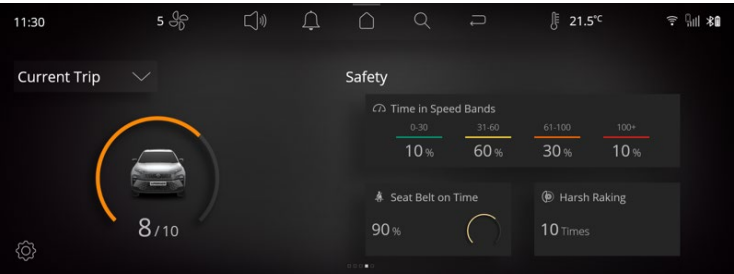 11:30
5
21.5°C
Current Trip
Safety
Time in Speed Bands
0-30 31-60 61-100 100+
10 % 60 % 30 % 10 %
Seat Belt on Time
Harsh Raking
8/10
90 %
10 Times